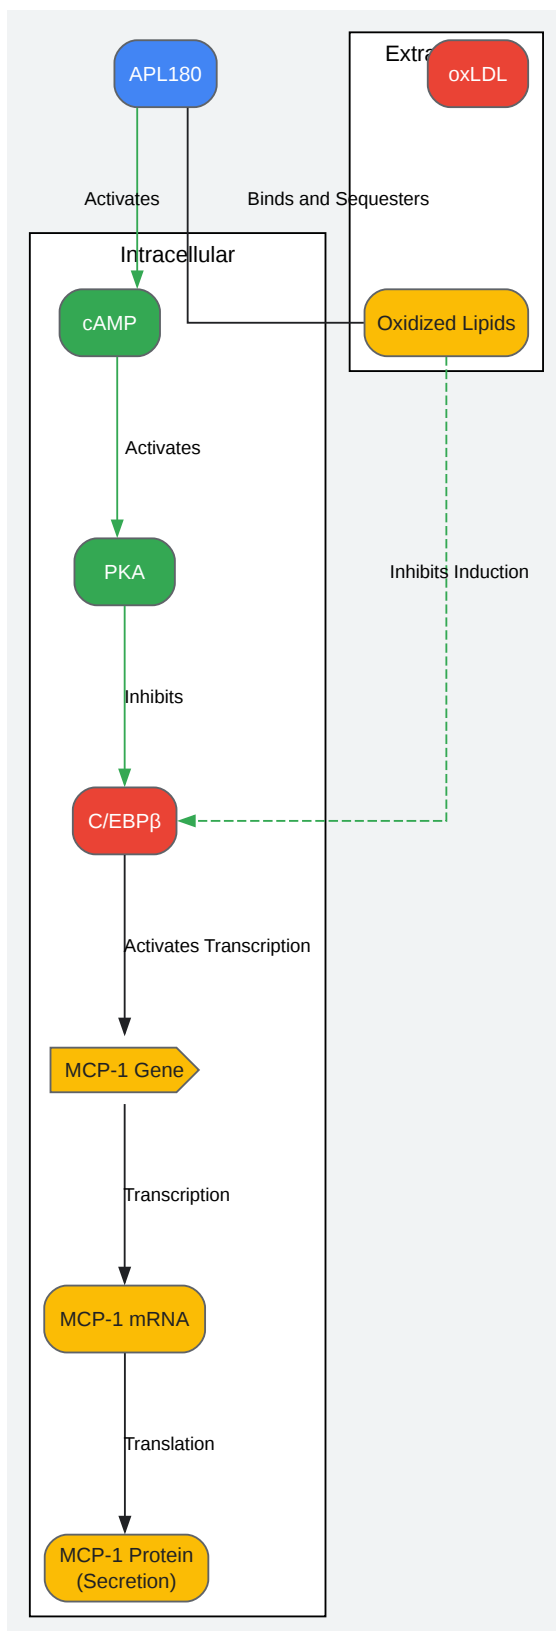 APL180
Extra
oxLDL
Activates
Binds and Sequesters
Intracellular
cAMP
Oxidized Lipids
Activates
PKA
Inhibits Induction
Inhibits
C/EBPβ
Activates Transcription
MCP-1 Gene
Transcription
MCP-1 mRNA
Translation
MCP-1 Protein
(Secretion)